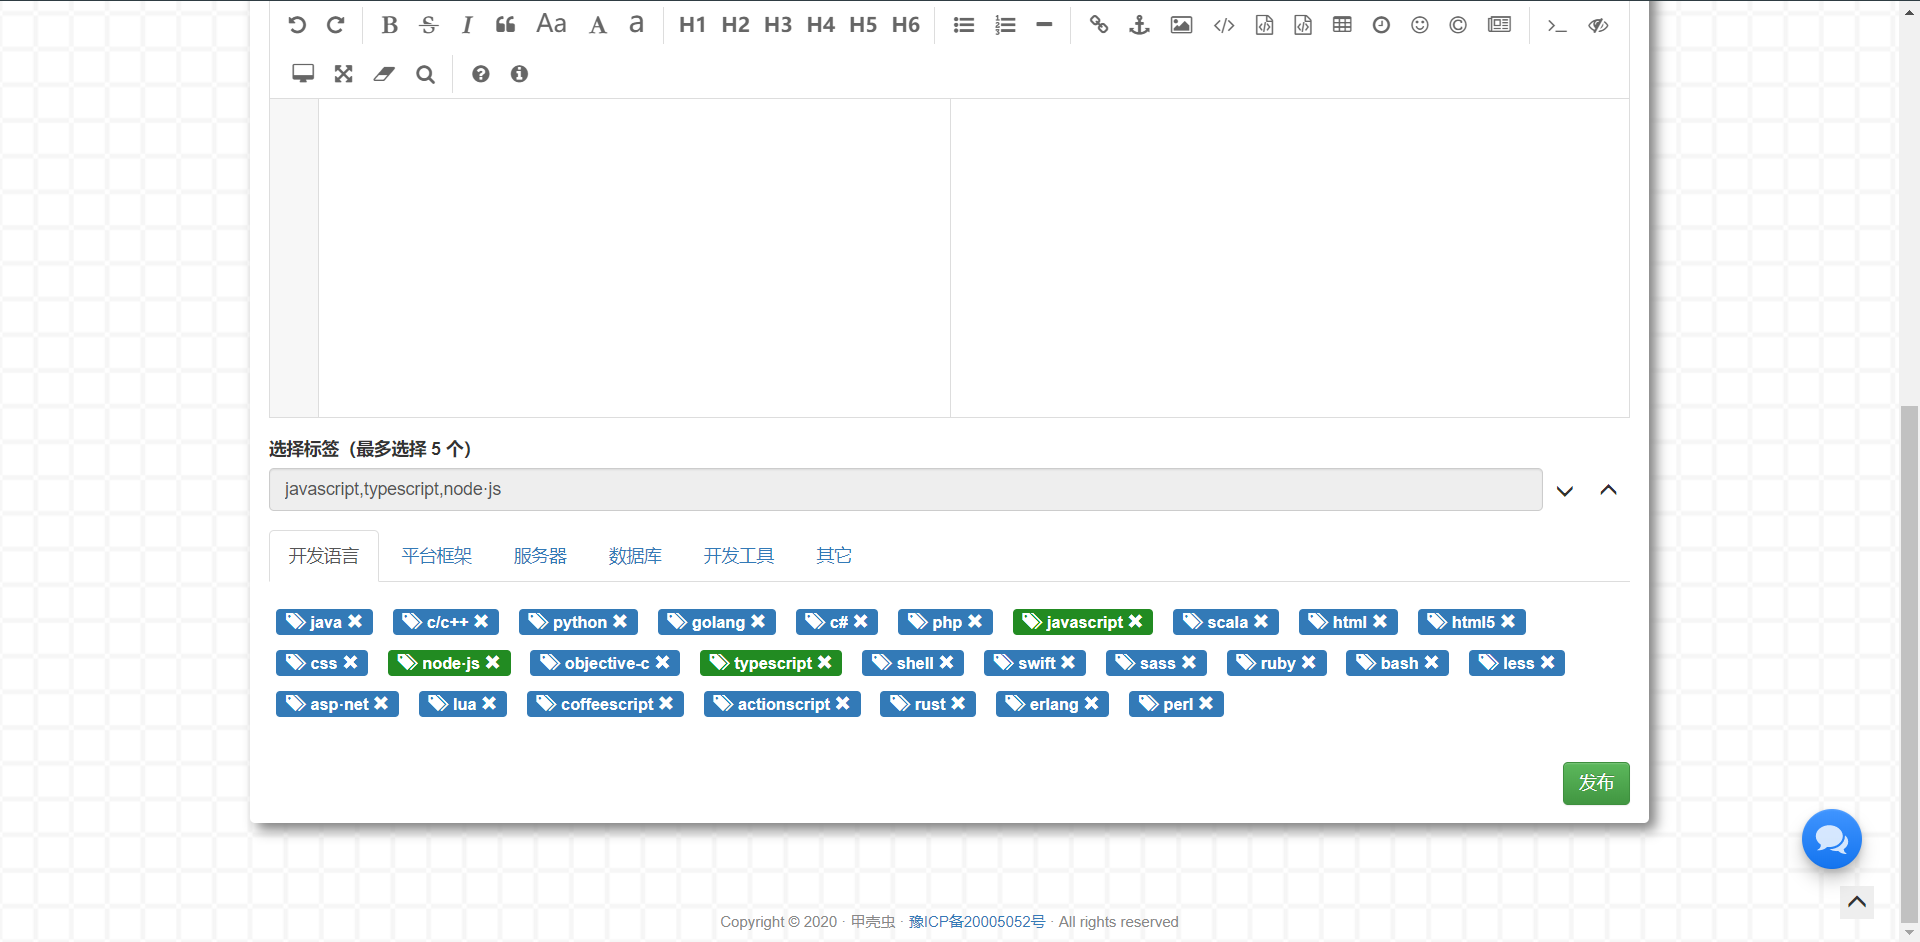 B S I Aa A a H1 H2 H3 H4 H5 H6
选择标签（最多选择 5 个）
javascript,typescript,node·js
开发语言 平台框架 服务器 数据库 开发工具 其它
java c/c++ python golang c# php javascript scala html html5
css node·js objective-c typescript shell swift sass ruby bash less
asp·net lua coffeescript actionscript rust erlang perl
发布
Copyright © 2020 · 甲壳虫 · 豫ICP备20005052号 · All rights reserved